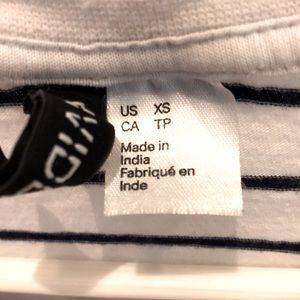 US XS
CA TP
Made in
India
Fabriqué en
Inde